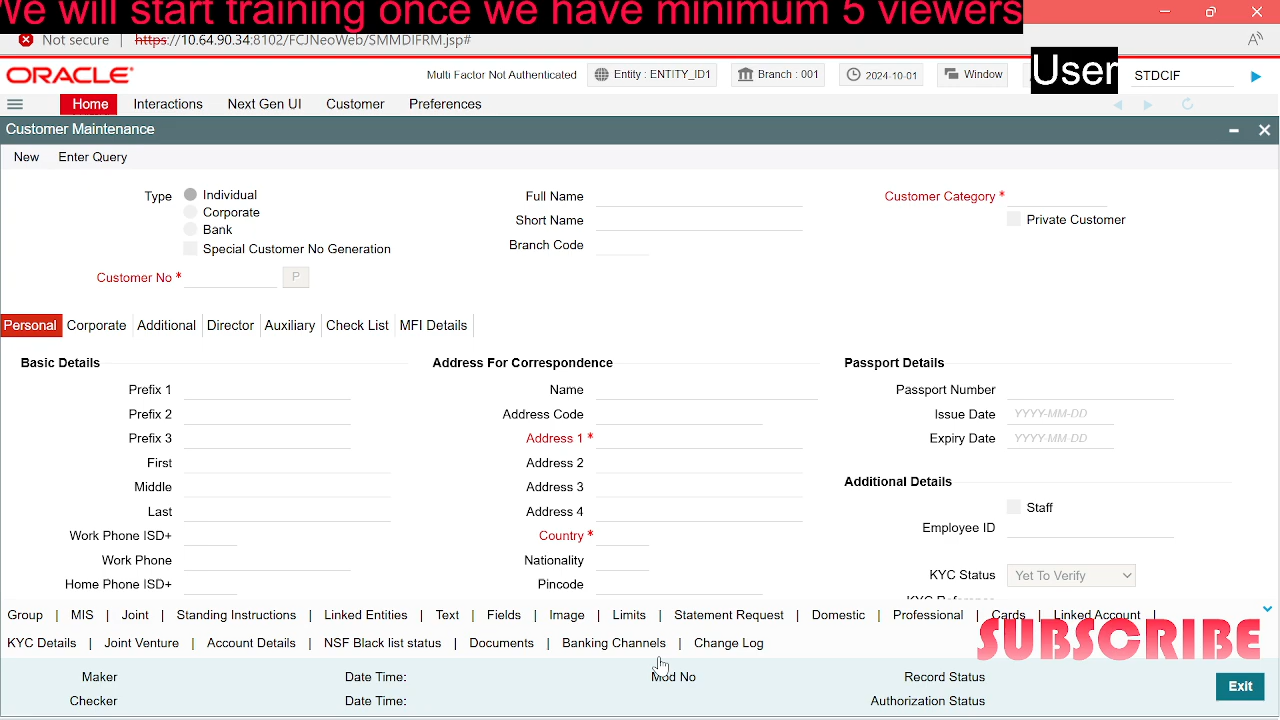 We will start training once we have minimum 5 viewers
Not secure | https://10.64.90.34:8102/FCJNeoWeb/SMMDIFRM.jsp#
ORACLE Multi Factor Not Authenticated Entity : ENTITY_ID1 Branch : 001 2024-10-01 Window User STDCIF
Home Interactions Next Gen UI Customer Preferences
Customer Maintenance
New Enter Query
Type Individual Full Name Customer Category *
Corporate Short Name Private Customer
Bank Branch Code
Special Customer No Generation
Customer No * P
Personal Corporate Additional Director Auxiliary Check List MFI Details
Basic Details Address For Correspondence Passport Details
Prefix 1 Name Passport Number
Prefix 2 Address Code Issue Date YYYY-MM-DD
Prefix 3 Address 1 * Expiry Date YYYY-MM-DD
First Address 2
Middle Address 3 Additional Details
Last Address 4 Staff
Work Phone ISD+ Country * Employee ID
Work Phone Nationality
Home Phone ISD+ Pincode KYC Status Yet To Verify
Group | MIS | Joint | Standing Instructions | Linked Entities | Text | Fields | Image | Limits | Statement Request | Domestic | Professional | Cards | Linked Account |
KYC Details | Joint Venture | Account Details | NSF Black list status | Documents | Banking Channels | Change Log
SUBSCRIBE
Maker Date Time: Mod No Record Status
Checker Date Time: Authorization Status
Exit